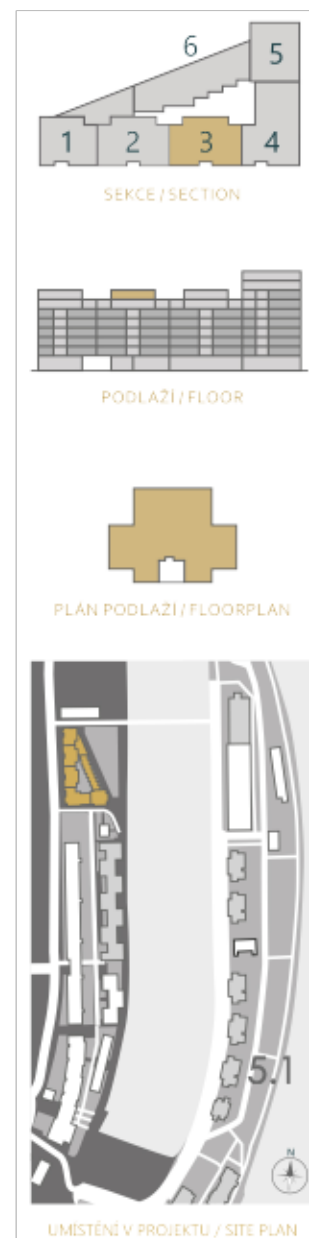 6
5
1
2
3
4
SEKCE / SECTION
PODLAŽÍ / FLOOR
PLÁN PODLAŽÍ / FLOORPLAN
5.1
N
UMÍSTĚNÍ V PROJEKTU / SITE PLAN